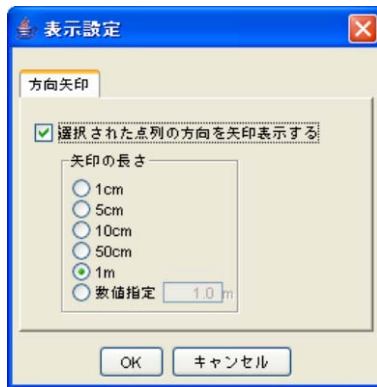 表示設定
方向矢印
選択された点列の方向を矢印表示する
矢印の長さ
1cm
5cm
10cm
50cm
1m
数値指定 1.0 m
OK キャンセル